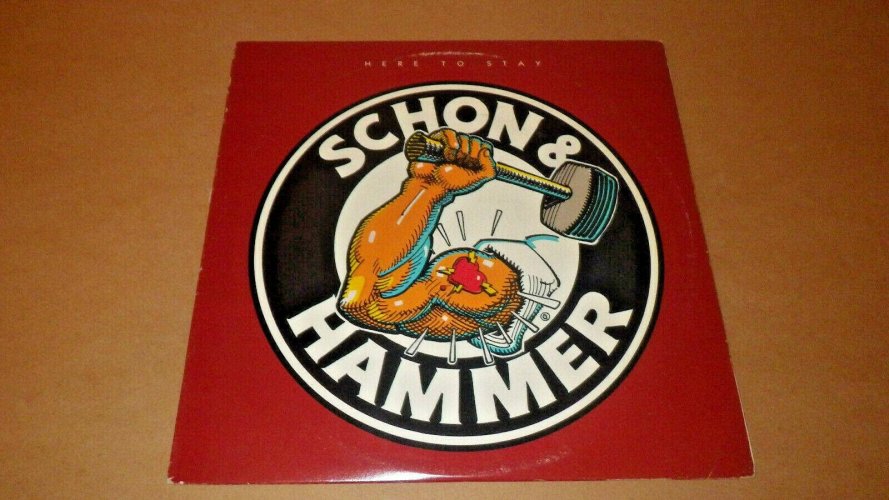 HERE TO STAY
SCHON &
HAMMER